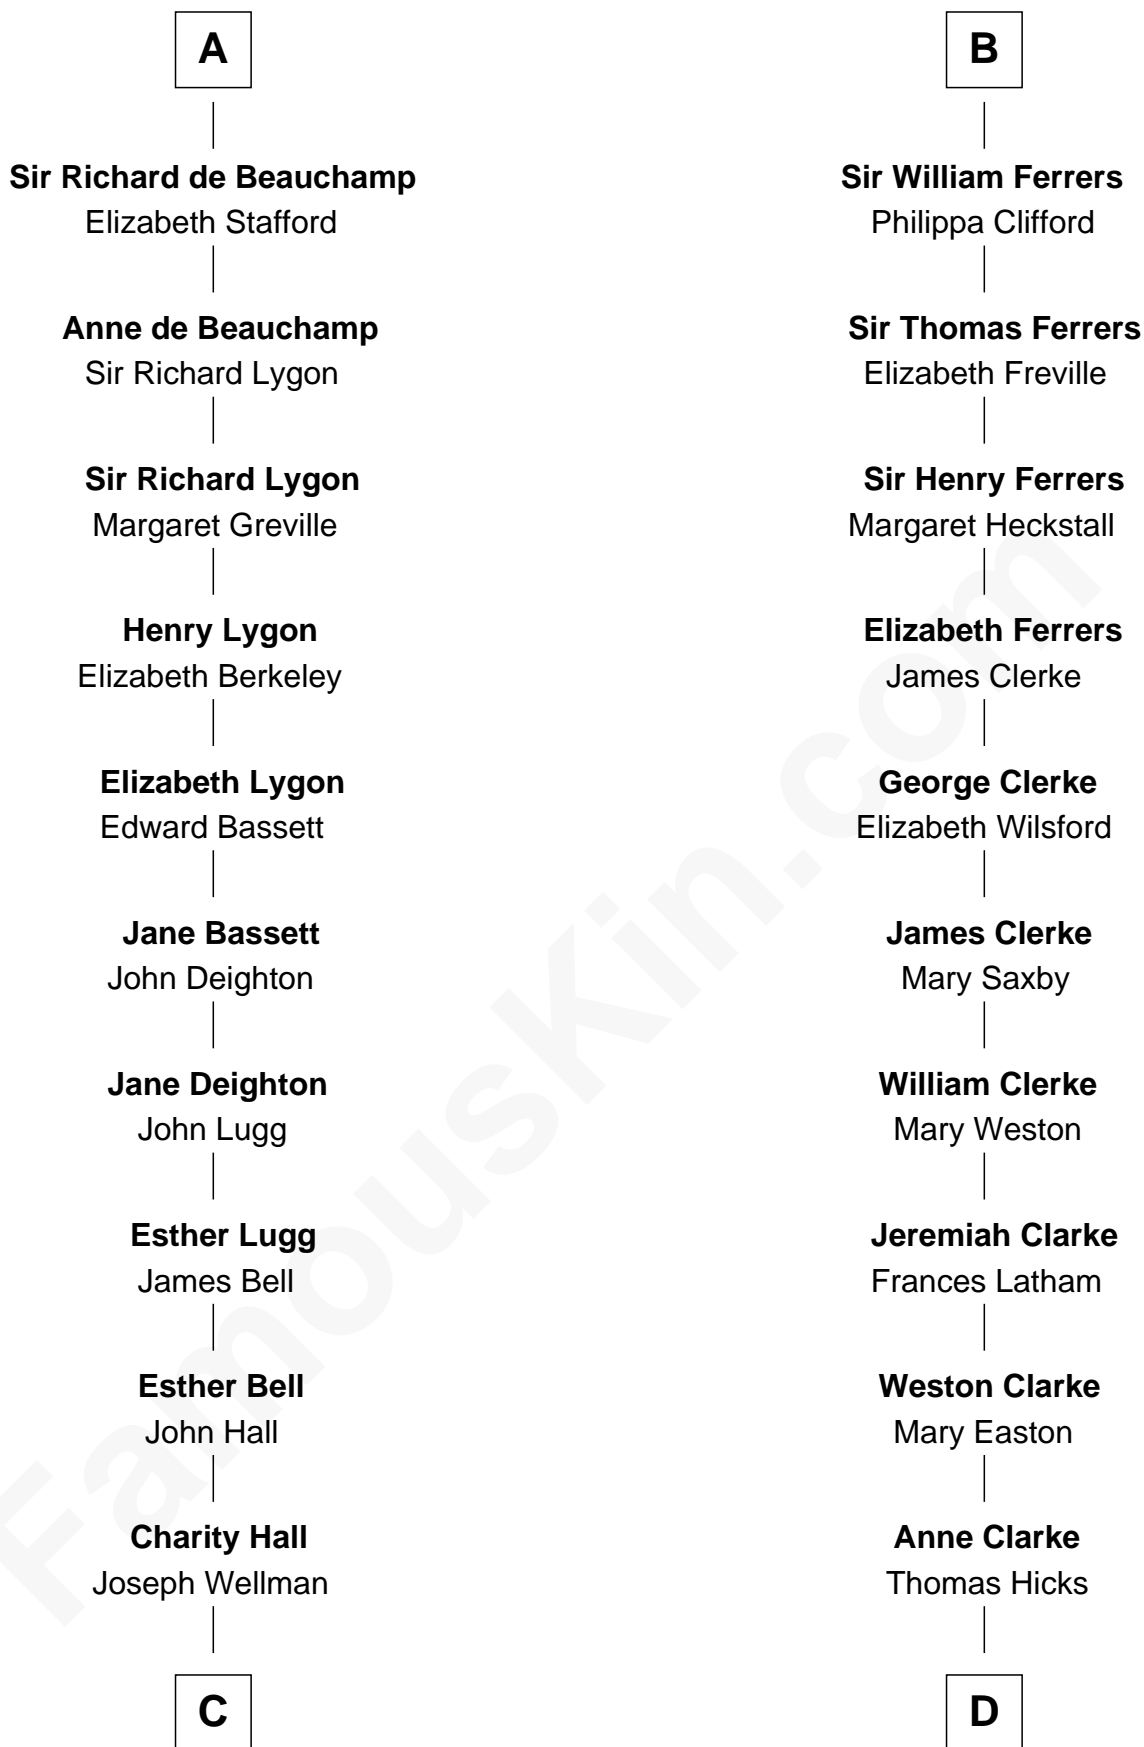 A
Sir Richard de Beauchamp
Elizabeth Stafford
Anne de Beauchamp
Sir Richard Lygon
Sir Richard Lygon
Margaret Greville
Henry Lygon
Elizabeth Berkeley
Elizabeth Lygon
Edward Bassett
Jane Bassett
John Deighton
Jane Deighton
John Lugg
Esther Lugg
James Bell
Esther Bell
John Hall
Charity Hall
Joseph Wellman
C
B
Sir William Ferrers
Philippa Clifford
Sir Thomas Ferrers
Elizabeth Freville
Sir Henry Ferrers
Margaret Heckstall
Elizabeth Ferrers
James Clerke
George Clerke
Elizabeth Wilsford
James Clerke
Mary Saxby
William Clerke
Mary Weston
Jeremiah Clarke
Frances Latham
Weston Clarke
Mary Easton
Anne Clarke
Thomas Hicks
D
FamousKin.com